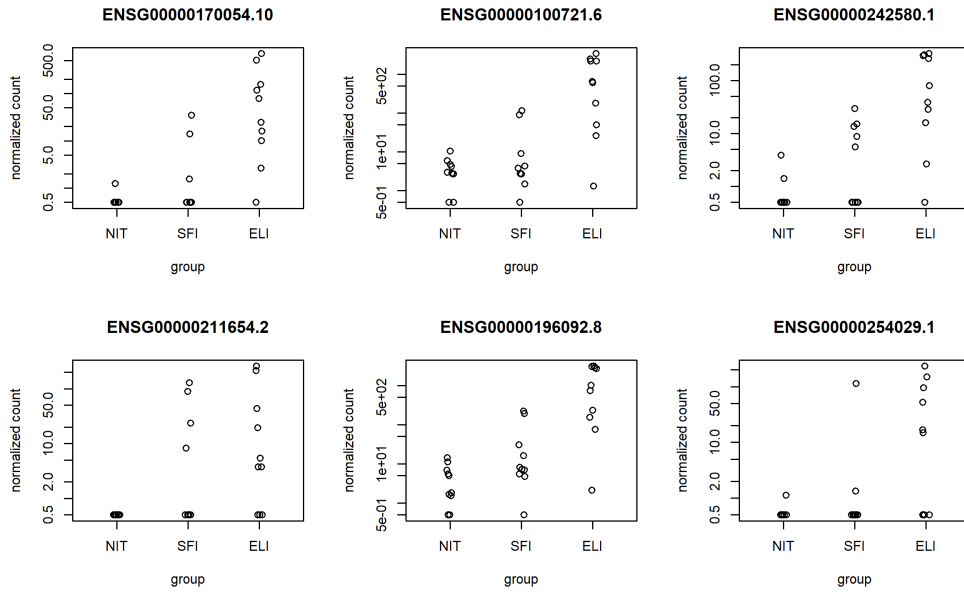 ENSG00000170054.10
normalized count
500.0
50.0
5.0
0.5
NIT SFI ELI
group
ENSG00000100721.6
normalized count
5e+02
1e+01
5e-01
NIT SFI ELI
group
ENSG00000242580.1
normalized count
100.0
10.0
2.0
0.5
NIT SFI ELI
group
ENSG00000211654.2
normalized count
50.0
10.0
2.0
0.5
NIT SFI ELI
group
ENSG00000196092.8
normalized count
5e+02
1e+01
5e-01
NIT SFI ELI
group
ENSG00000254029.1
normalized count
50.0
10.0
2.0
0.5
NIT SFI ELI
group